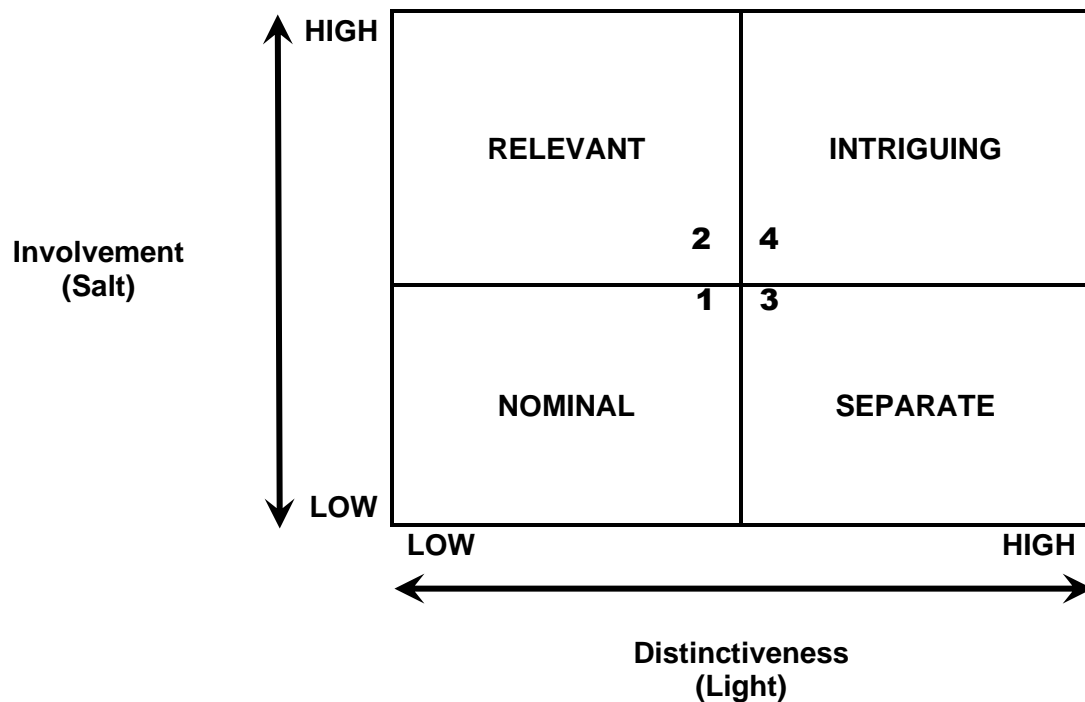 HIGH
RELEVANT
INTRIGUING
2
4
Involvement
(Salt)
1
3
NOMINAL
SEPARATE
LOW
LOW
HIGH
Distinctiveness
(Light)